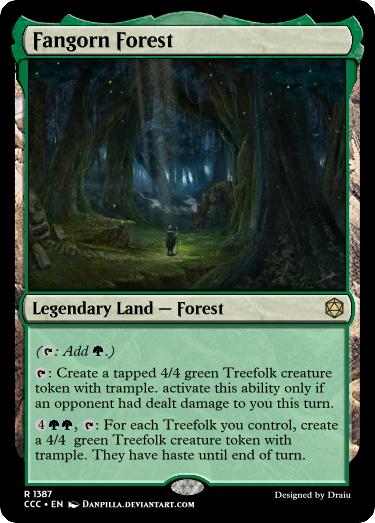 Fangorn Forest
Legendary Land — Forest
(T: Add G.)
T: Create a tapped 4/4 green Treefolk creature
token with trample. activate this ability only if
an opponent had dealt damage to you this turn.
4GG, T: For each Treefolk you control, create
a 4/4 green Treefolk creature token with
trample. They have haste until end of turn.
R 1387
CCC • EN DANPILLA.DEVIANTART.COM
Designed by Draiu